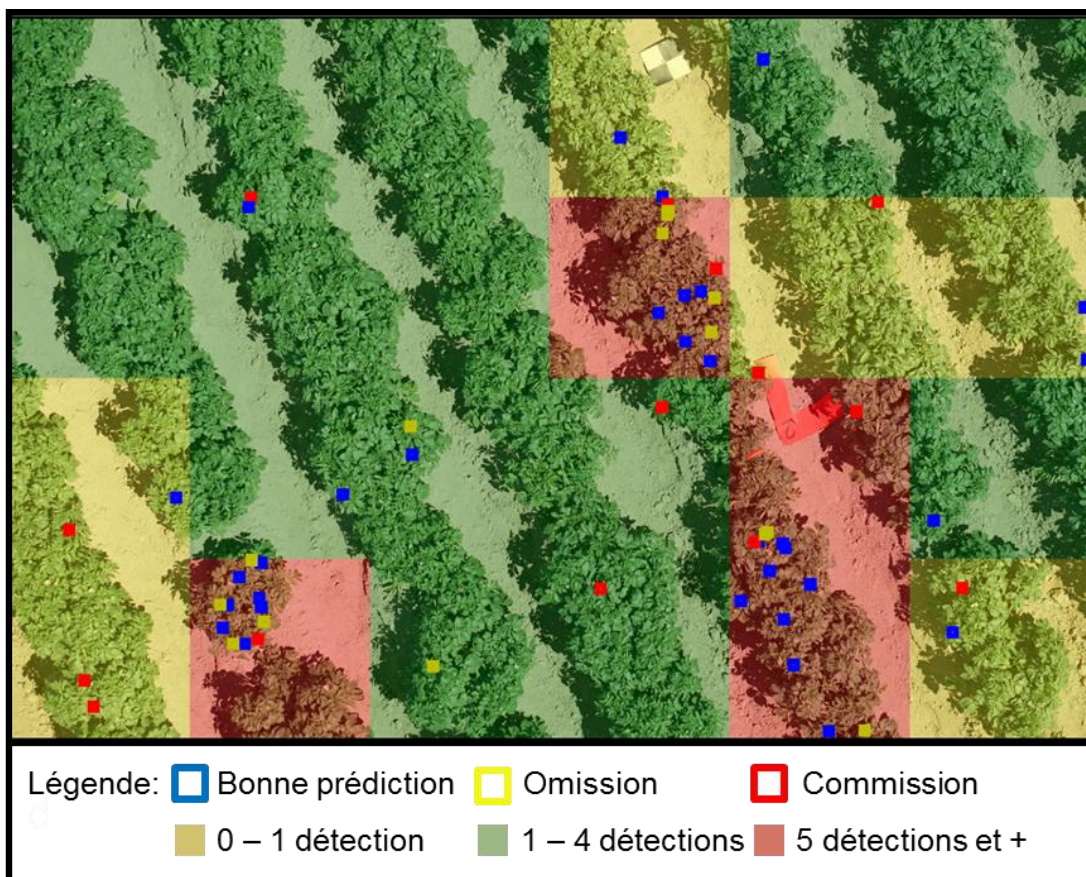 Légende: Bonne prédiction Omission Commission
0 – 1 détection 1 – 4 détections 5 détections et +